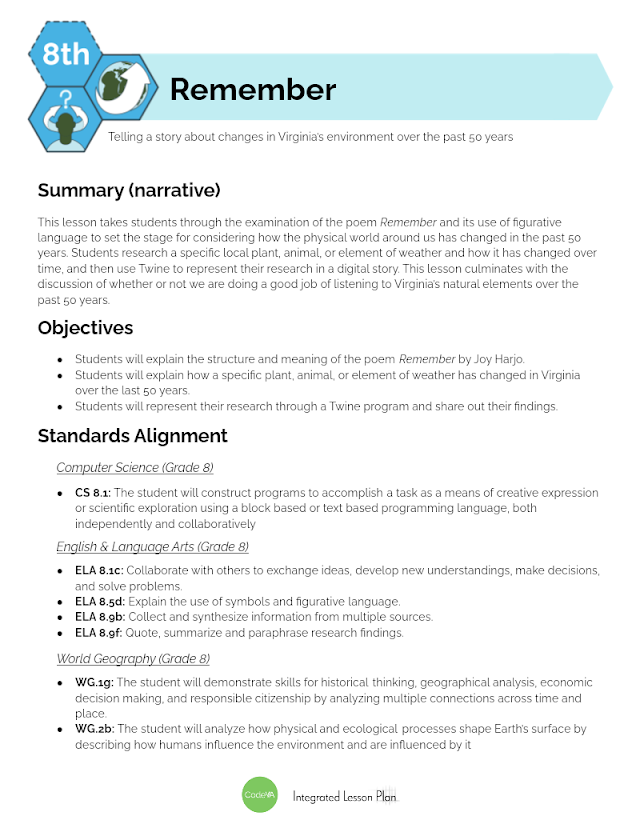 8th
Remember
?
Telling a story about changes in Virginia's environment over the past 50 years
Summary (narrative)
This lesson takes students through the examination of the poem Remember and its use of figurative
language to set the stage for considering how the physical world around us has changed in the past 50
years. Students research a specific local plant, animal, or element of weather and how it has changed over
time, and then use Twine to represent their research in a digital story. This lesson culminates with the
discussion of whether or not we are doing a good job of listening to Virginia's natural elements over the
past 50 years.
Objectives
● Students will explain the structure and meaning of the poem Remember by Joy Harjo.
● Students will explain how a specific plant, animal, or element of weather has changed in Virginia
over the last 50 years.
● Students will represent their research through a Twine program and share out their findings.
Standards Alignment
Computer Science (Grade 8)
● CS 8.1: The student will construct programs to accomplish a task as a means of creative expression
or scientific exploration using a block based or text based programming language, both
independently and collaboratively
English & Language Arts (Grade 8)
● ELA 8.1c: Collaborate with others to exchange ideas, develop new understandings, make decisions,
and solve problems.
● ELA 8.5d: Explain the use of symbols and figurative language.
● ELA 8.9b: Collect and synthesize information from multiple sources.
● ELA 8.9f: Quote, summarize and paraphrase research findings.
World Geography (Grade 8)
● WG.1g: The student will demonstrate skills for historical thinking, geographical analysis, economic
decision making, and responsible citizenship by analyzing multiple connections across time and
place.
● WG.2b: The student will analyze how physical and ecological processes shape Earth's surface by
describing how humans influence the environment and are influenced by it
CodeVA
Integrated Lesson Plan